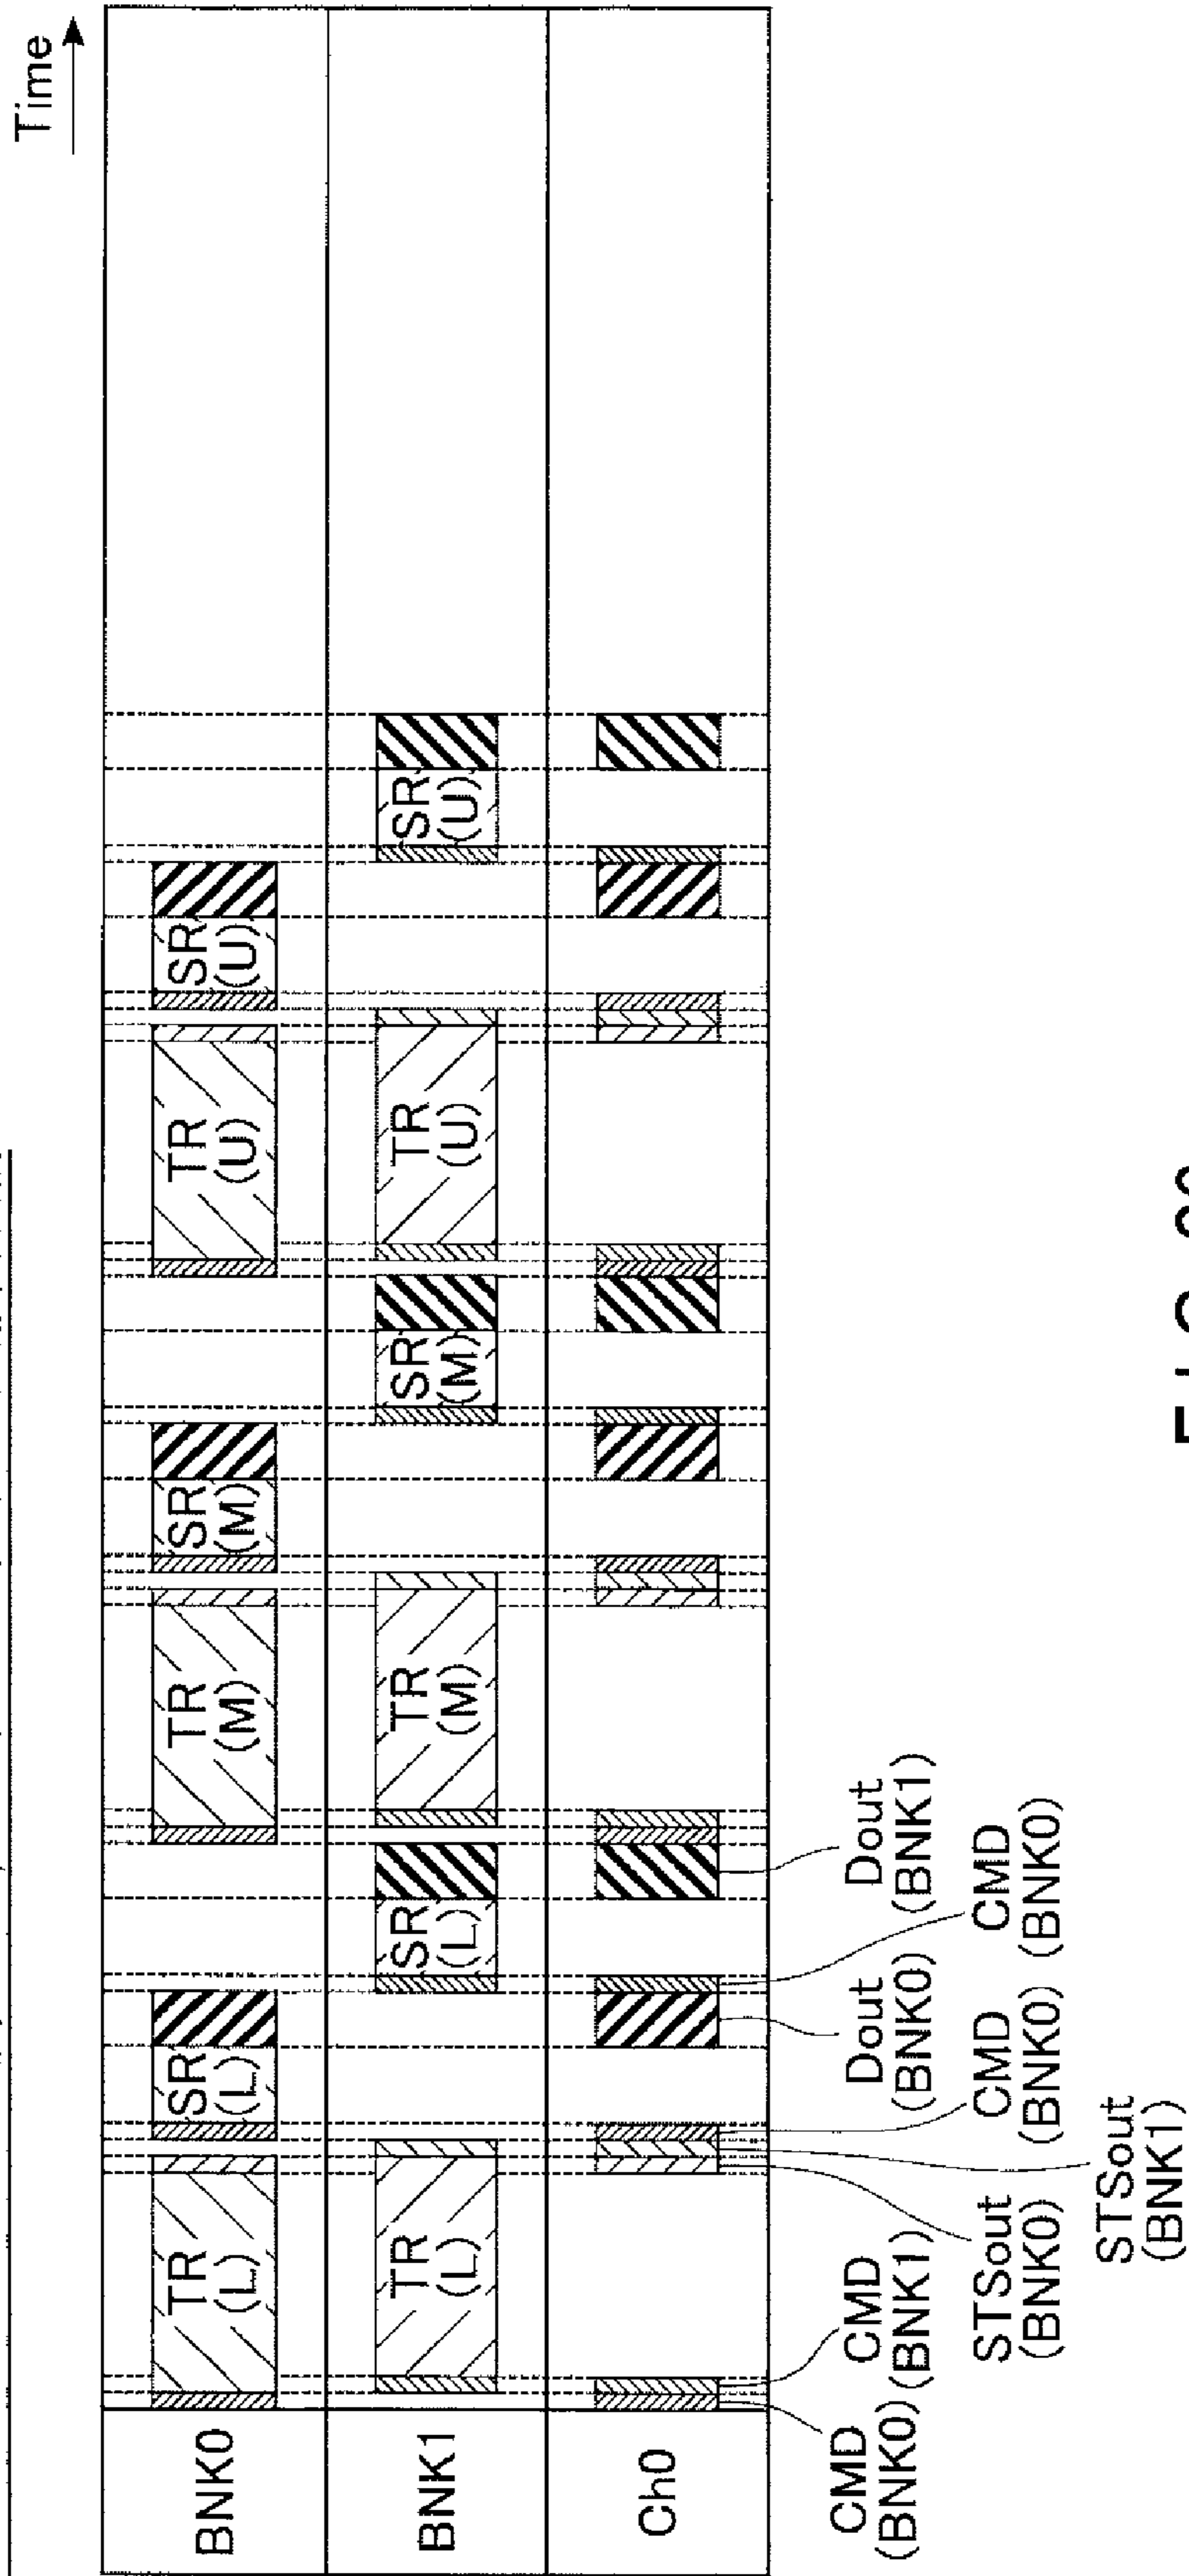 Time
BNK0
TR
(L)
SR
(L)
TR
(M)
SR
(M)
TR
(U)
SR
(U)
BNK1
TR
(L)
SR
(L)
TR
(M)
SR
(M)
TR
(U)
SR
(U)
Ch0
CMD
(BNK0)
CMD
(BNK1)
STSout
(BNK0)
STSout
(BNK1)
CMD
(BNK0)
Dout
(BNK0)
CMD
(BNK0)
Dout
(BNK1)